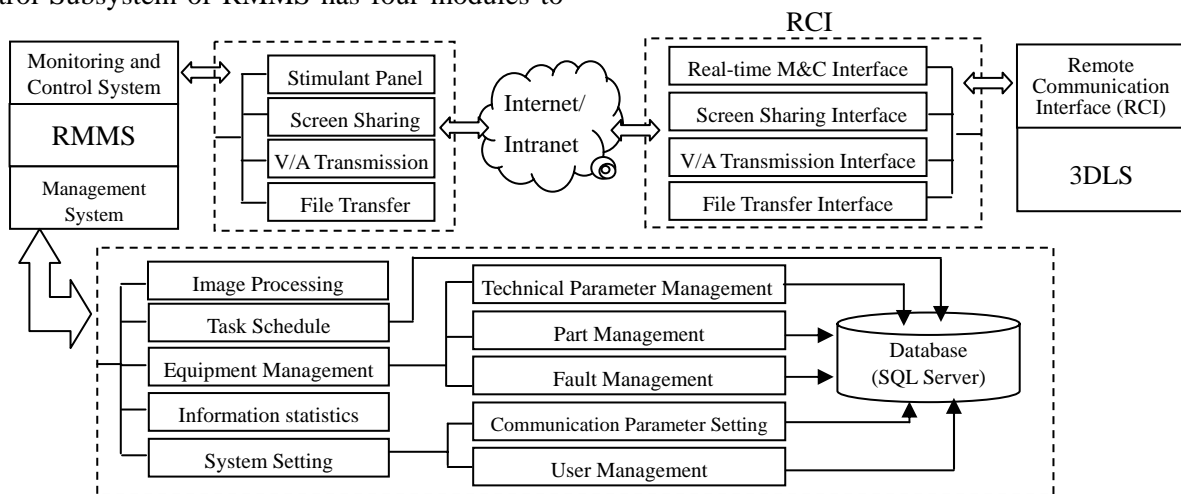 trol Subsystem of RMMS has four modules to
RCI
Monitoring and
Control System
RMMS
Management
System
Stimulant Panel
Screen Sharing
V/A Transmission
File Transfer
Internet/
Intranet
Real-time M&C Interface
Screen Sharing Interface
V/A Transmission Interface
File Transfer Interface
Remote
Communication
Interface (RCI)
3DLS
Image Processing
Task Schedule
Equipment Management
Information statistics
System Setting
Technical Parameter Management
Part Management
Fault Management
Communication Parameter Setting
User Management
Database
(SQL Server)